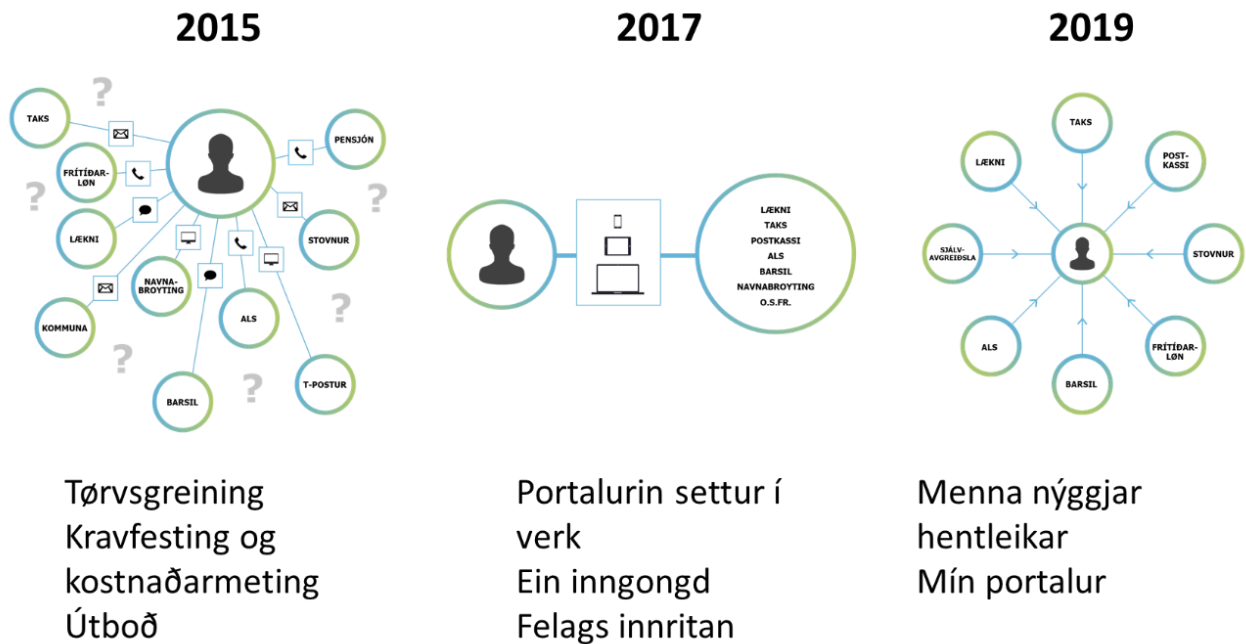 2015
?
TAKS
PENSJÓN
FRÍTÍÐAR-
LØN
?
?
LÆKNI
STOVNUR
NAVNA-
BROYTING
KOMMUNA
ALS
?
?
?
BARSIL
T-POSTUR
Tørvsgreining
Kravfesting og
kostnaðarmeting
Útboð
2017
LÆKNI
TAKS
POSTKASSI
ALS
BARSIL
NAVNABROYTING
O.S.FR.
Portalurin settur í
verk
Ein inngongd
Felags innritan
2019
TAKS
LÆKNI
POST-
KASSI
SJÁLV-
AVGREIÐSLA
STOVNUR
ALS
FRÍTÍÐAR-
LØN
BARSIL
Menna nýggjar
hentleikar
Mín portalur